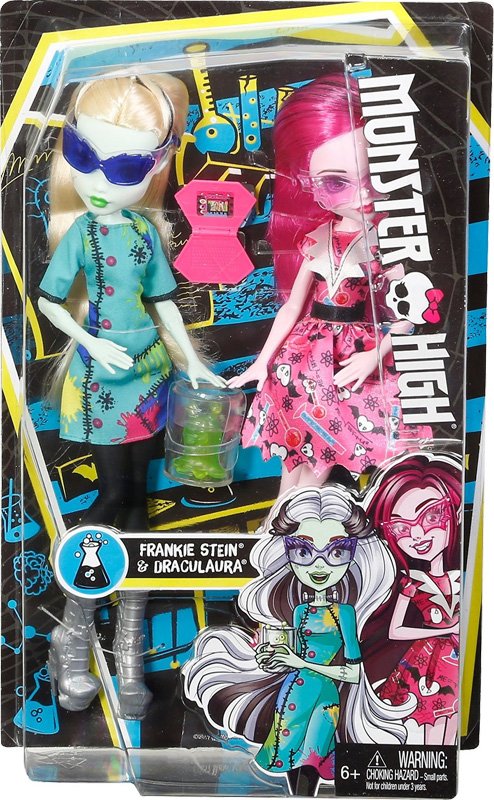 MONSTER HIGH®
FRANKIE STEIN®
& DRACULAURA®
6+
WARNING:
CHOKING HAZARD – Small parts.
Not for children under 3 years.